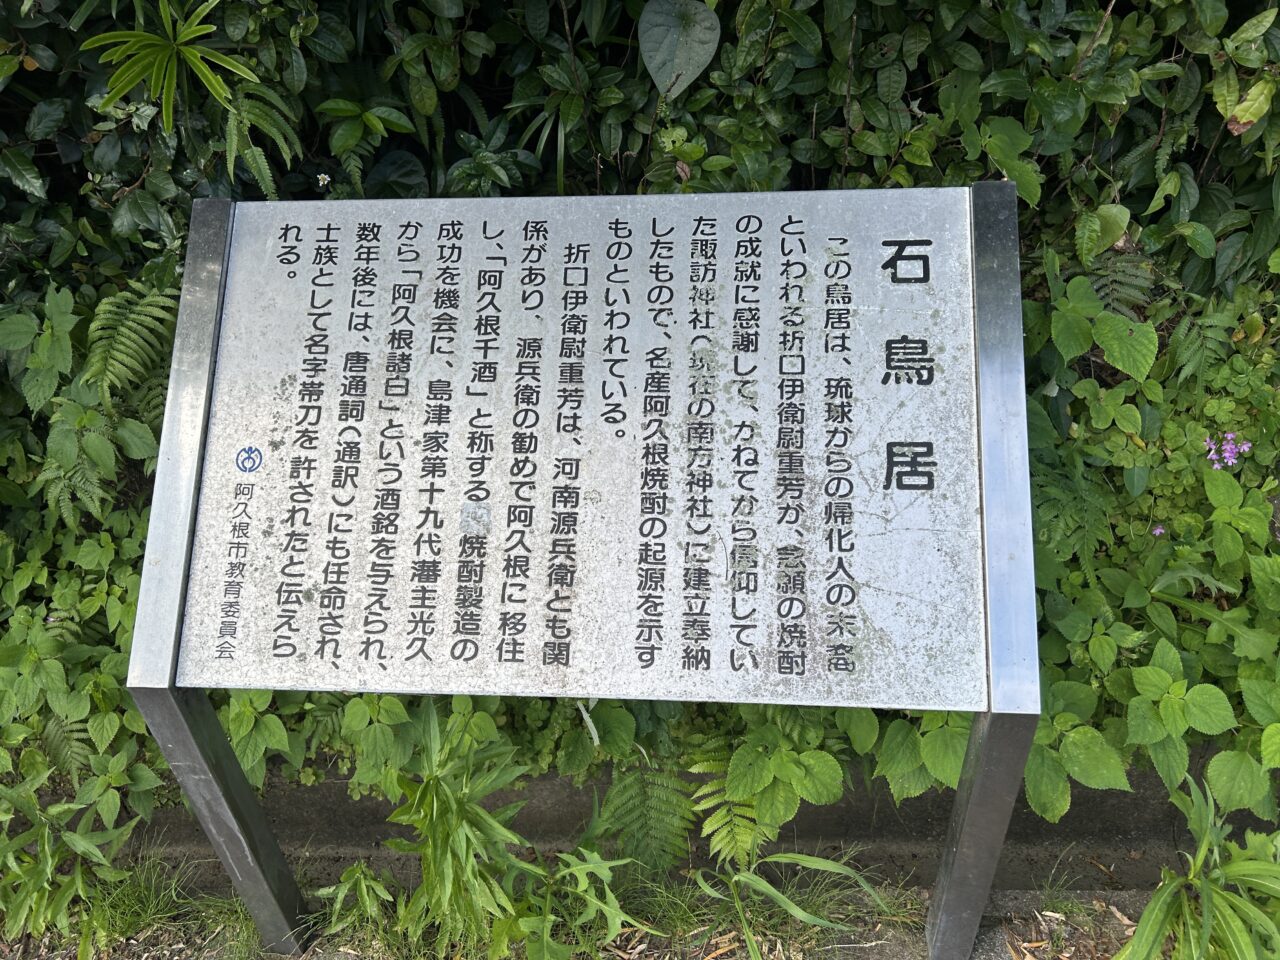 石鳥居
この鳥居は、琉球からの帰化人の末裔
といわれる折口伊衛尉重芳が、念願の焼酎
の成就に感謝して、かねてから信仰してい
た諏訪神社(現在の南方神社)に建立奉納
したもので、名産阿久根焼酎の起源を示す
ものといわれている。
折口伊衛尉重芳は、河南源兵衛とも関
係があり、源兵衛の勧めで阿久根に移住
し、「阿久根千酒」と称する焼酎製造の
成功を機会に、島津家第十九代藩主光久
から「阿久根諸白」という酒銘を与えられ、
数年後には、唐通詞(通訳)にも任命され、
士族として名字帯刀を許されたと伝えら
れる。
阿久根市教育委員会